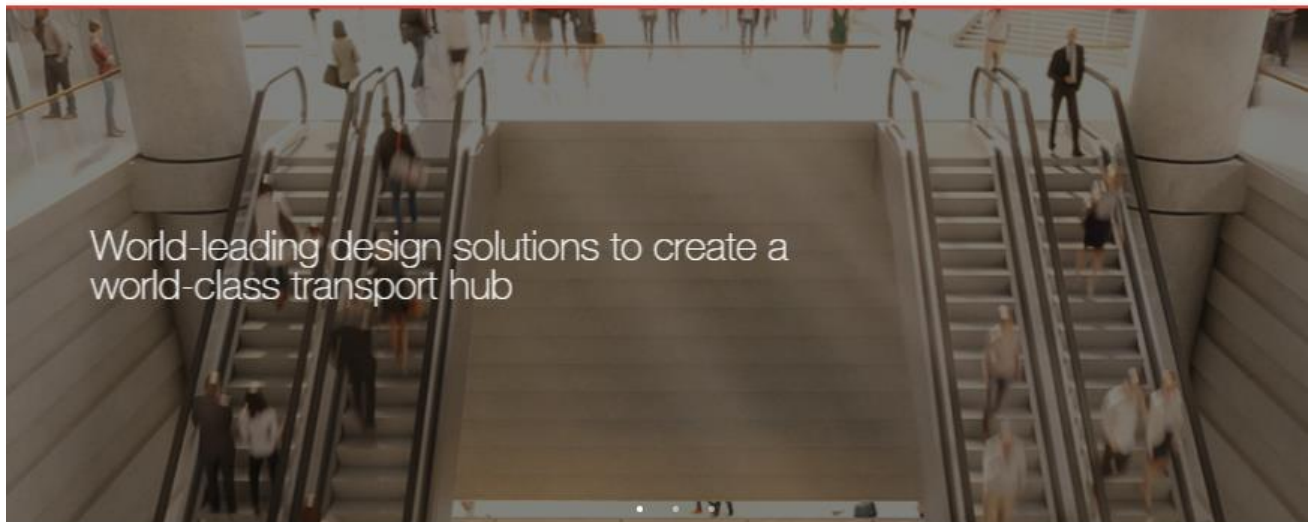 World-leading design solutions to create a
world-class transport hub